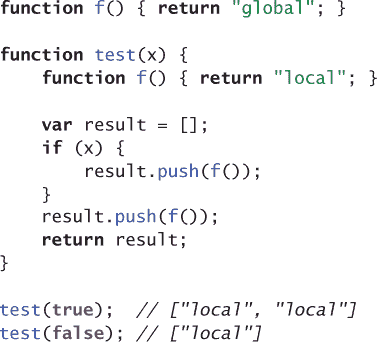 function f() { return "global"; }
function test(x) {
    function f() { return "local"; }
    var result = [];
    if (x) {
        result.push(f());
    }
    result.push(f());
    return result;
}
test(true);  // ["local", "local"]
test(false); // ["local"]